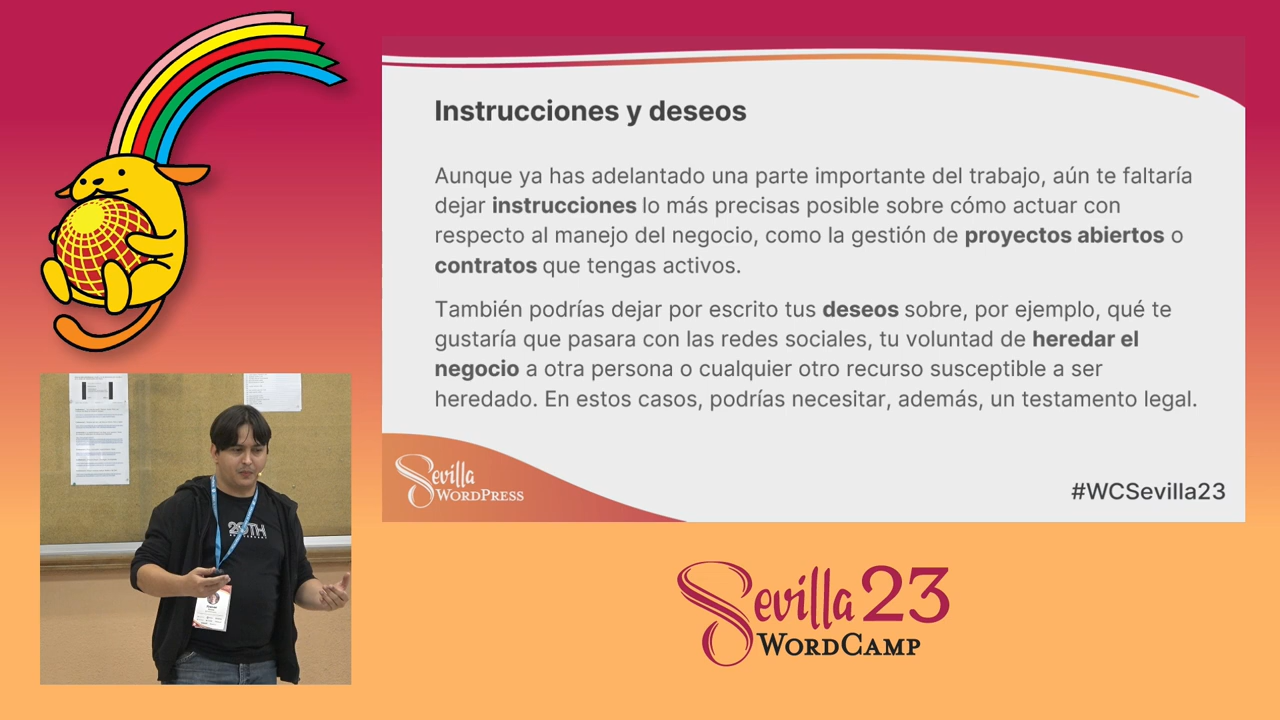 Instrucciones y deseos
Aunque ya has adelantado una parte importante del trabajo, aún te faltaría
dejar instrucciones lo más precisas posible sobre cómo actuar con
respecto al manejo del negocio, como la gestión de proyectos abiertos o
contratos que tengas activos.
También podrías dejar por escrito tus deseos sobre, por ejemplo, qué te
gustaría que pasara con las redes sociales, tu voluntad de heredar el
negocio a otra persona o cualquier otro recurso susceptible a ser
heredado. En estos casos, podrías necesitar, además, un testamento legal.
Sevilla
WORDPRESS
#WCSevilla23
20TH
Sevilla 23
WORDCAMP